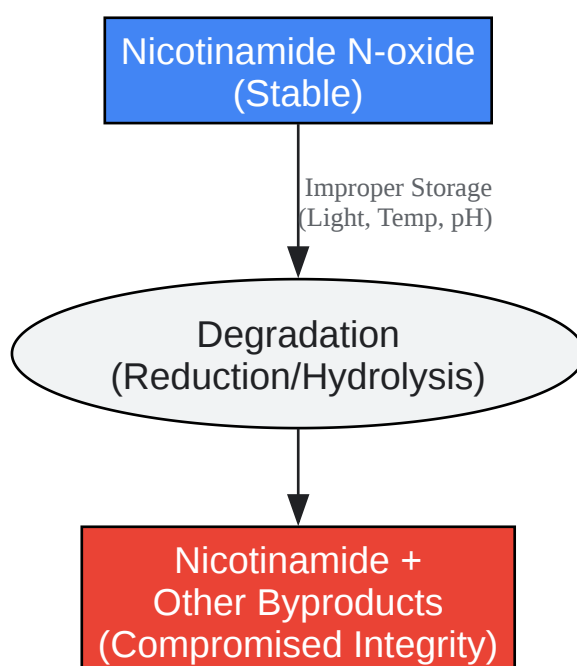 Nicotinamide N-oxide
(Stable)
Improper Storage
(Light, Temp, pH)
Degradation
(Reduction/Hydrolysis)
Nicotinamide +
Other Byproducts
(Compromised Integrity)